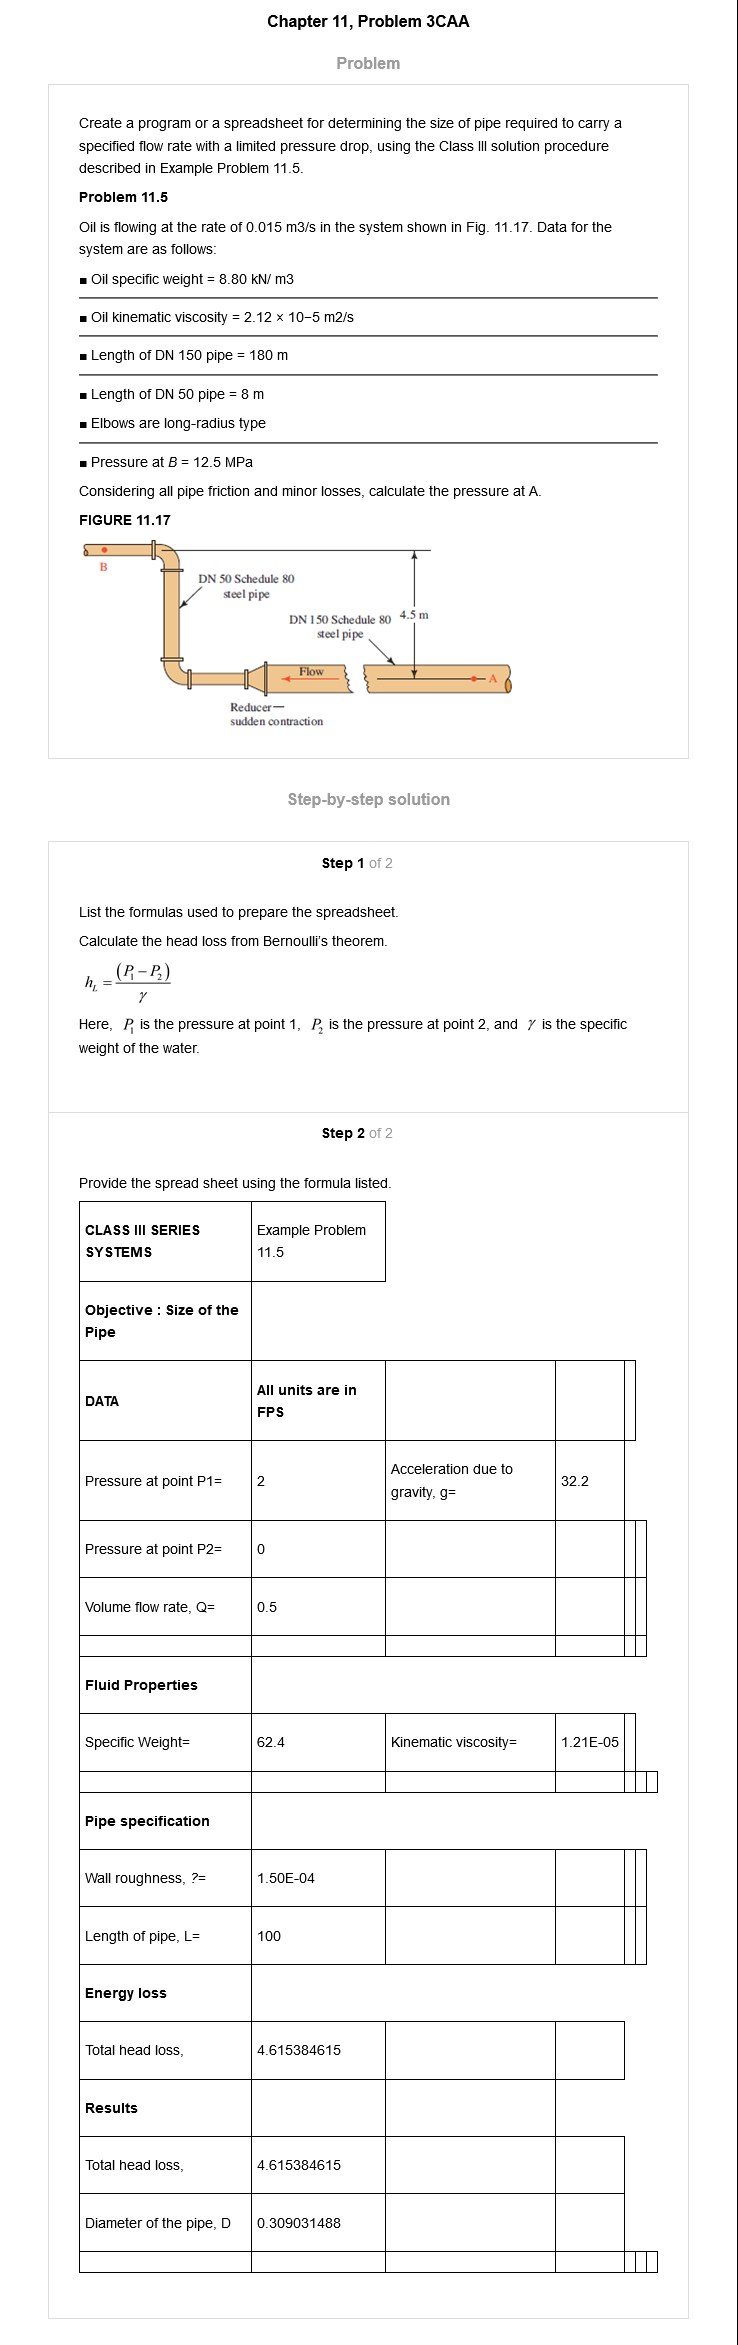 Chapter 11, Problem 3CAA
Problem
Create a program or a spreadsheet for determining the size of pipe required to carry a
specified flow rate with a limited pressure drop, using the Class III solution procedure
described in Example Problem 11.5.
Problem 11.5
Oil is flowing at the rate of 0.015 m3/s in the system shown in Fig. 11.17. Data for the
system are as follows:
■ Oil specific weight = 8.80 kN/ m3
■ Oil kinematic viscosity = 2.12 × 10−5 m2/s
■ Length of DN 150 pipe = 180 m
■ Length of DN 50 pipe = 8 m
■ Elbows are long-radius type
■ Pressure at B = 12.5 MPa
Considering all pipe friction and minor losses, calculate the pressure at A.
FIGURE 11.17
B
DN 50 Schedule 80
steel pipe
DN 150 Schedule 80
steel pipe
4.5 m
Flow
A
Reducer—
sudden contraction
Step-by-step solution
Step 1 of 2
List the formulas used to prepare the spreadsheet.
Calculate the head loss from Bernoulli's theorem.
h_L = (P_1 − P_2) / γ
Here, P_1 is the pressure at point 1, P_2 is the pressure at point 2, and γ is the specific
weight of the water.
Step 2 of 2
Provide the spread sheet using the formula listed.
CLASS III SERIES
SYSTEMS
Example Problem
11.5
Objective : Size of the
Pipe
DATA
All units are in
FPS
Pressure at point P1=
2
Acceleration due to
gravity, g=
32.2
Pressure at point P2=
0
Volume flow rate, Q=
0.5
Fluid Properties
Specific Weight=
62.4
Kinematic viscosity=
1.21E-05
Pipe specification
Wall roughness, ?=
1.50E-04
Length of pipe, L=
100
Energy loss
Total head loss,
4.615384615
Results
Total head loss,
4.615384615
Diameter of the pipe, D
0.309031488